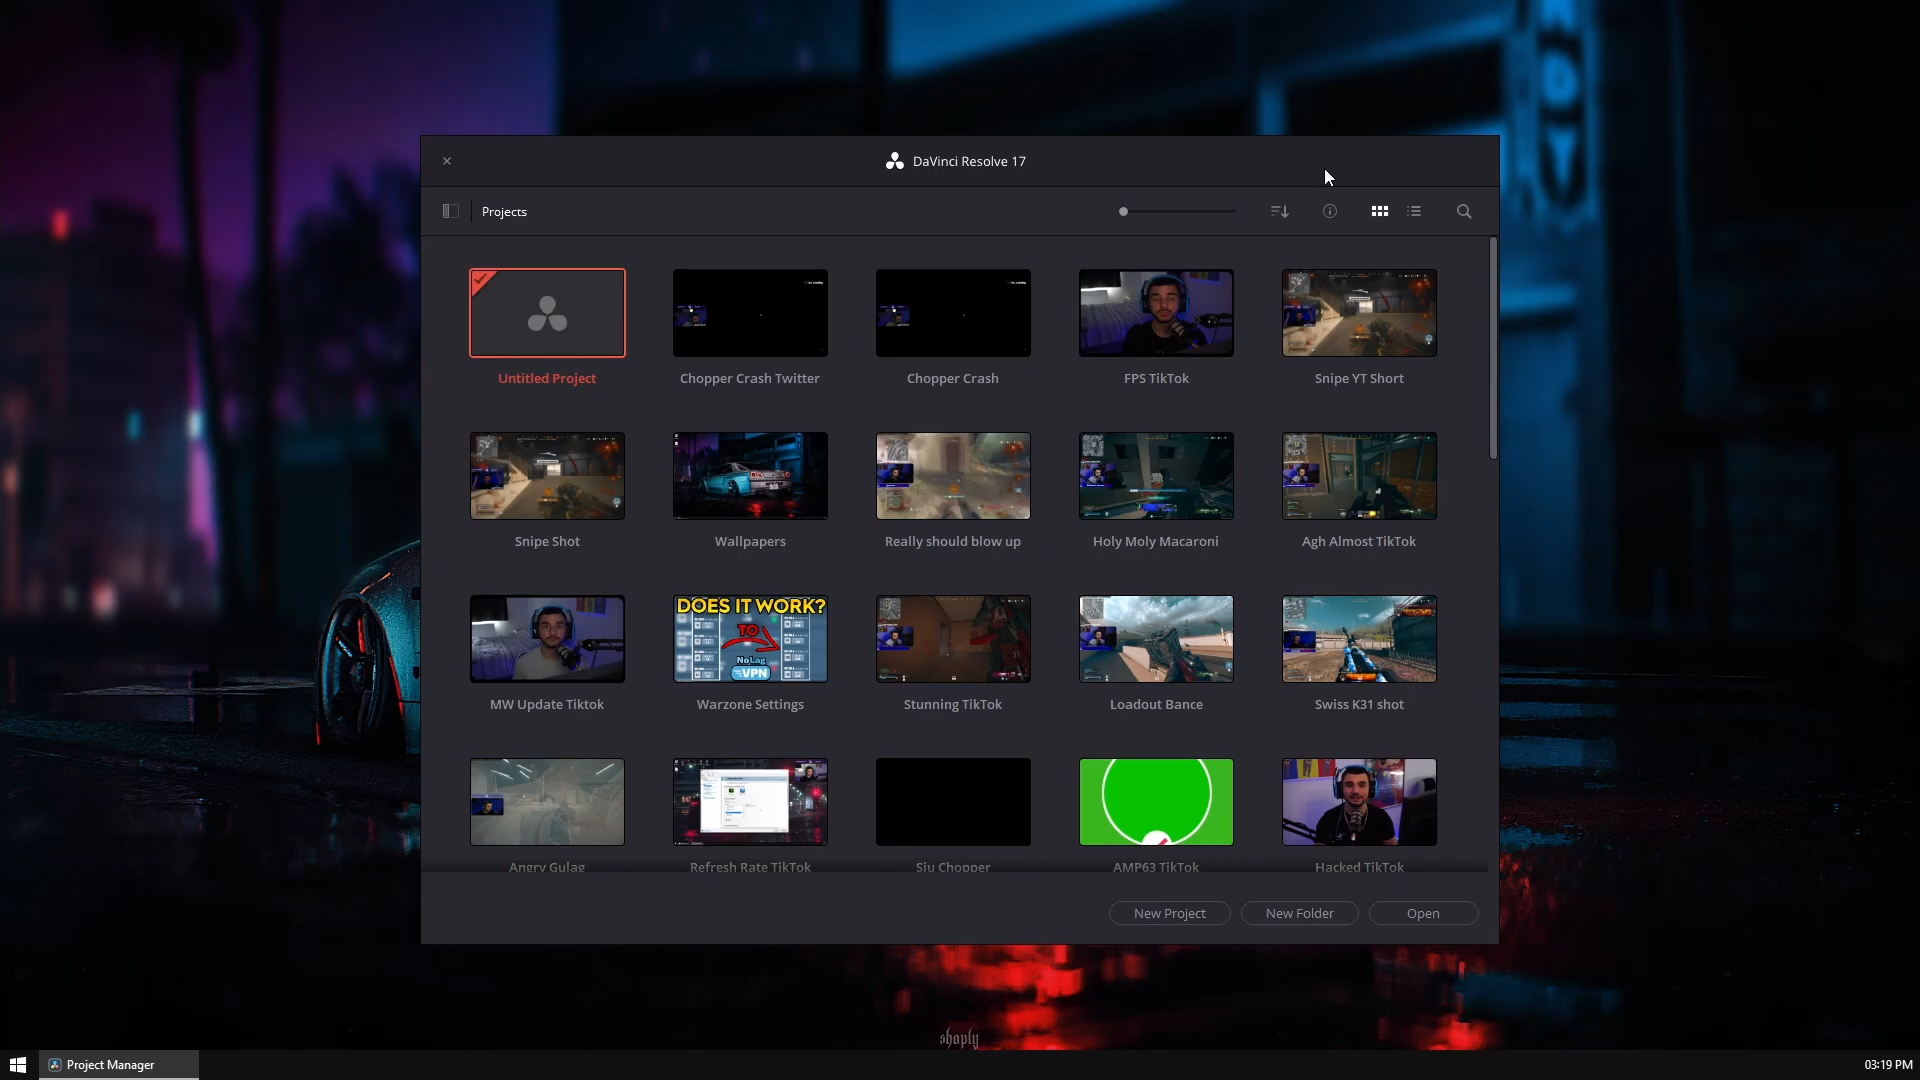 DaVinci Resolve 17
Projects
Untitled Project
Chopper Crash Twitter
Chopper Crash
FPS TikTok
Snipe YT Short
Snipe Shot
Wallpapers
Really should blow up
Holy Moly Macaroni
Agh Almost TikTok
DOES IT WORK?
TO
NoLag
VPN
MW Update Tiktok
Warzone Settings
Stunning TikTok
Loadout Bance
Swiss K31 shot
Angry Gulag
Refresh Rate TikTok
Siu Chopper
AMP63 TikTok
Hacked TikTok
New Project
New Folder
Open
shaply
Project Manager
03:19 PM